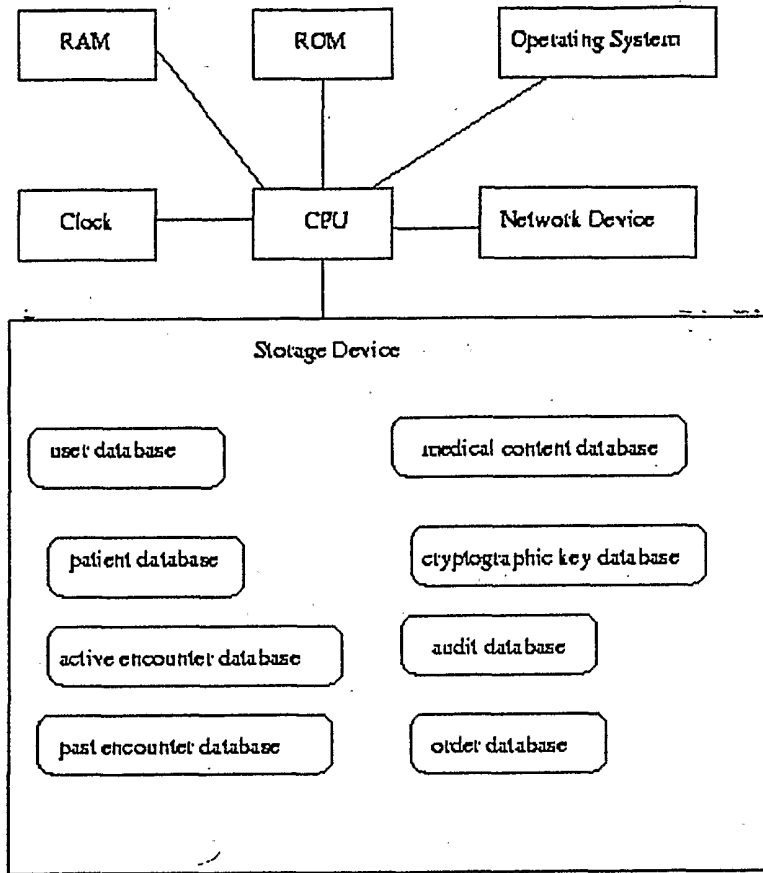 RAM
ROM
Operating System
Clock
CPU
Network Device
Storage Device
user database
medical content database
patient database
cryptographic key database
active encounter database
audit database
past encounter database
order database